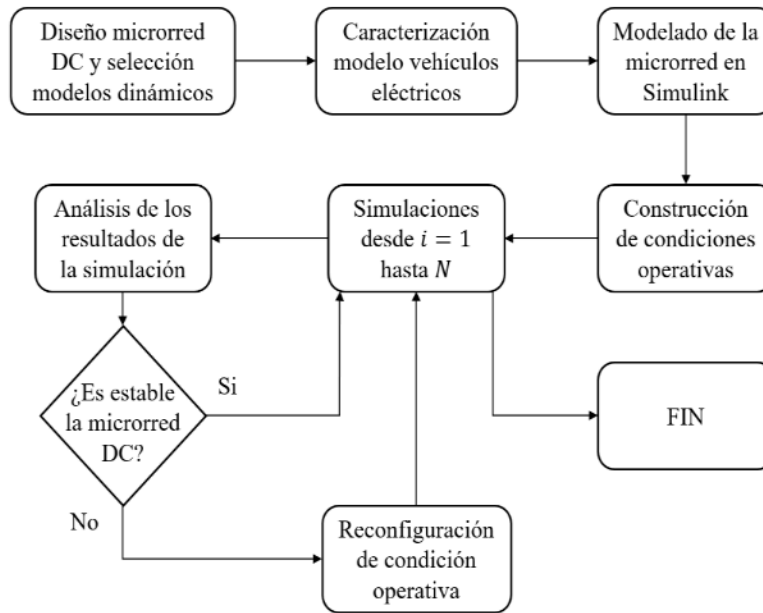 Diseño microrred
DC y selección
modelos dinámicos
Caracterización
modelo vehículos
eléctricos
Modelado de la
microrred en
Simulink
Análisis de los
resultados de
la simulación
Simulaciones
desde i = 1
hasta N
Construcción
de condiciones
operativas
¿Es estable
la microrred
DC?
Si
No
FIN
Reconfiguración
de condición
operativa